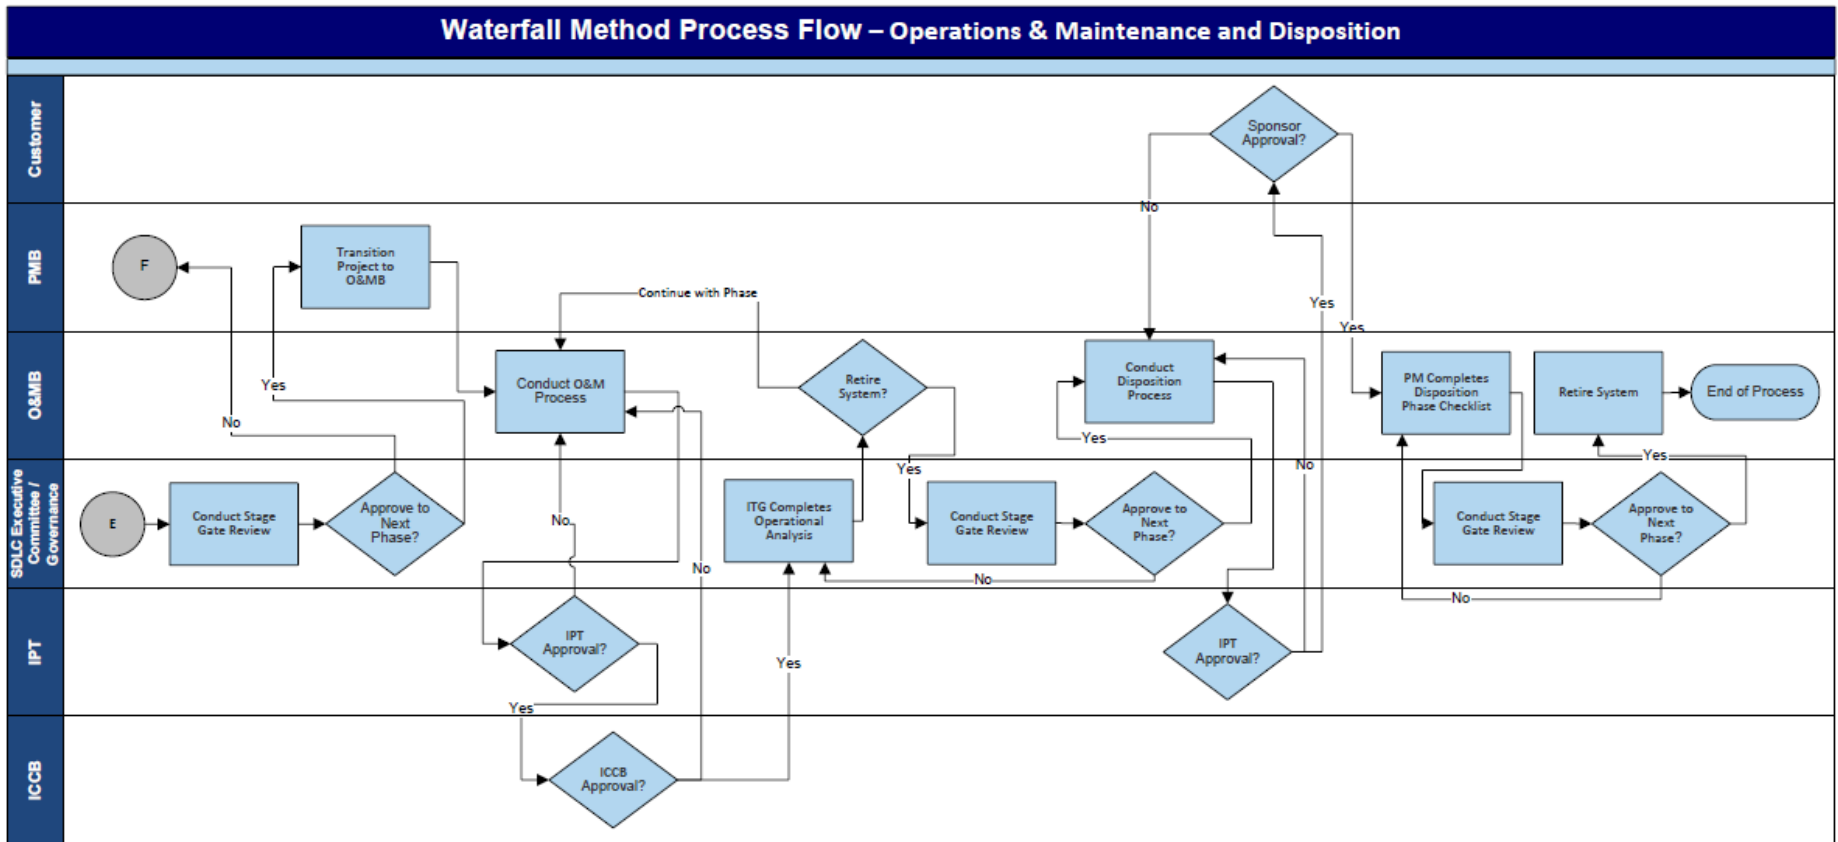 Waterfall Method Process Flow – Operations & Maintenance and Disposition
Customer
Sponsor
Approval?
No
Yes
Yes
PMB
F
Transition
Project to
O&MB
Continue with Phase
O&MB
No
Yes
Conduct O&M
Process
Retire
System?
Conduct
Disposition
Process
Yes
PM Completes
Disposition
Phase Checklist
Retire System
End of Process
SDLC Executive
Committee /
Governance
E
Conduct Stage
Gate Review
Approve to
Next
Phase?
No
No
ITG Completes
Operational
Analysis
Yes
Conduct Stage
Gate Review
Approve to
Next
Phase?
No
No
Conduct Stage
Gate Review
Approve to
Next
Phase?
Yes
No
IPT
IPT
Approval?
Yes
Yes
IPT
Approval?
ICCB
ICCB
Approval?